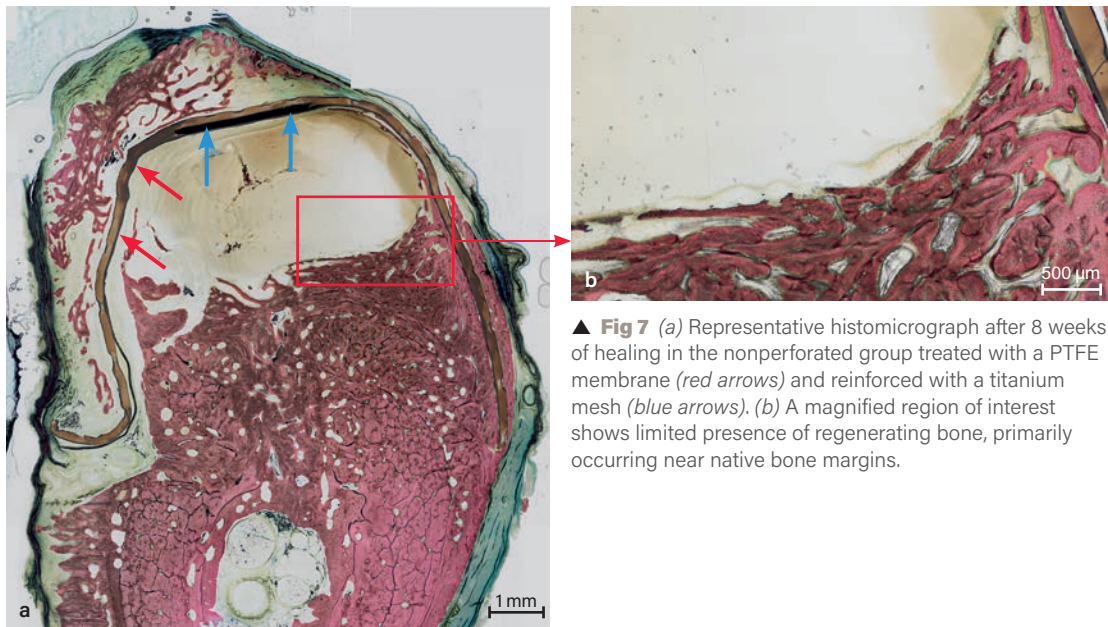 a
1 mm
b
500 μm
▲ Fig 7 (a) Representative histomicrograph after 8 weeks
of healing in the nonperforated group treated with a PTFE
membrane (red arrows) and reinforced with a titanium
mesh (blue arrows). (b) A magnified region of interest
shows limited presence of regenerating bone, primarily
occurring near native bone margins.